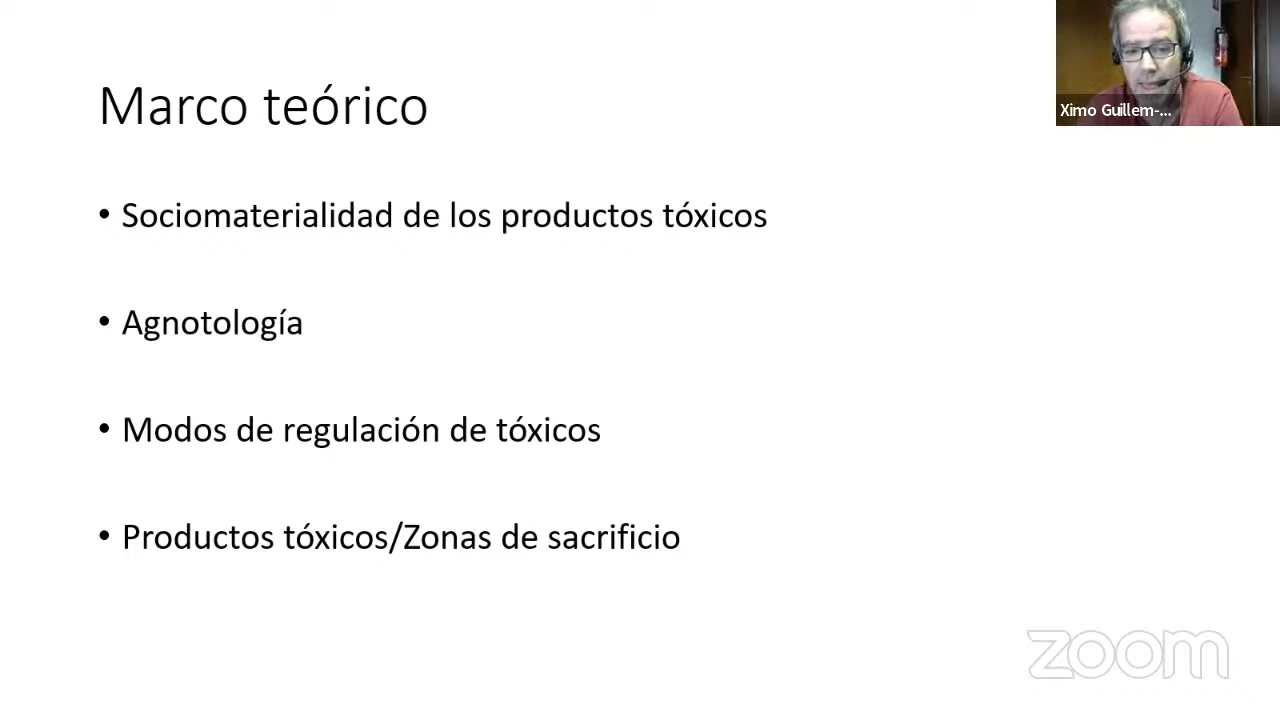 Marco teórico
Ximo Guillem-...
• Sociomaterialidad de los productos tóxicos
• Agnotología
• Modos de regulación de tóxicos
• Productos tóxicos/Zonas de sacrificio
zoom